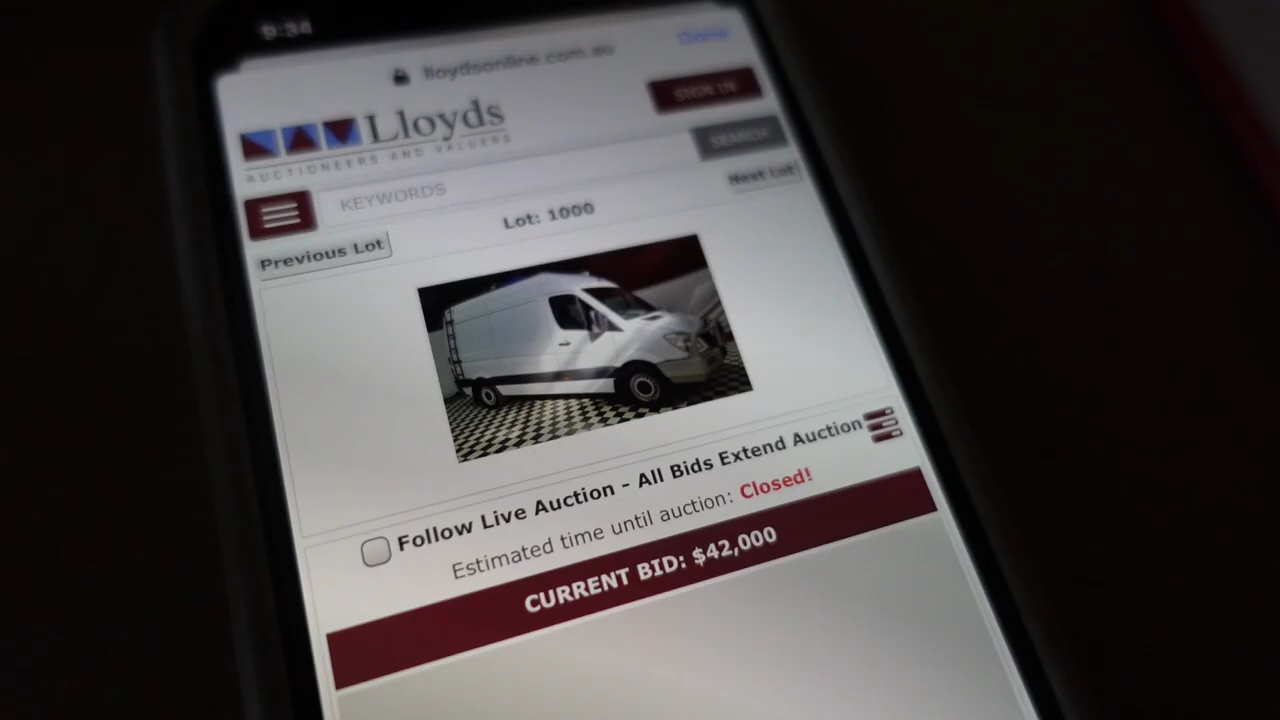 9:34
Done
lloydsonline.com.au
SIGN IN
Lloyds
AUCTIONEERS AND VALUERS
SEARCH
KEYWORDS
Next Lot
Lot: 1000
Previous Lot
Follow Live Auction - All Bids Extend Auction
Estimated time until auction: Closed!
CURRENT BID: $42,000